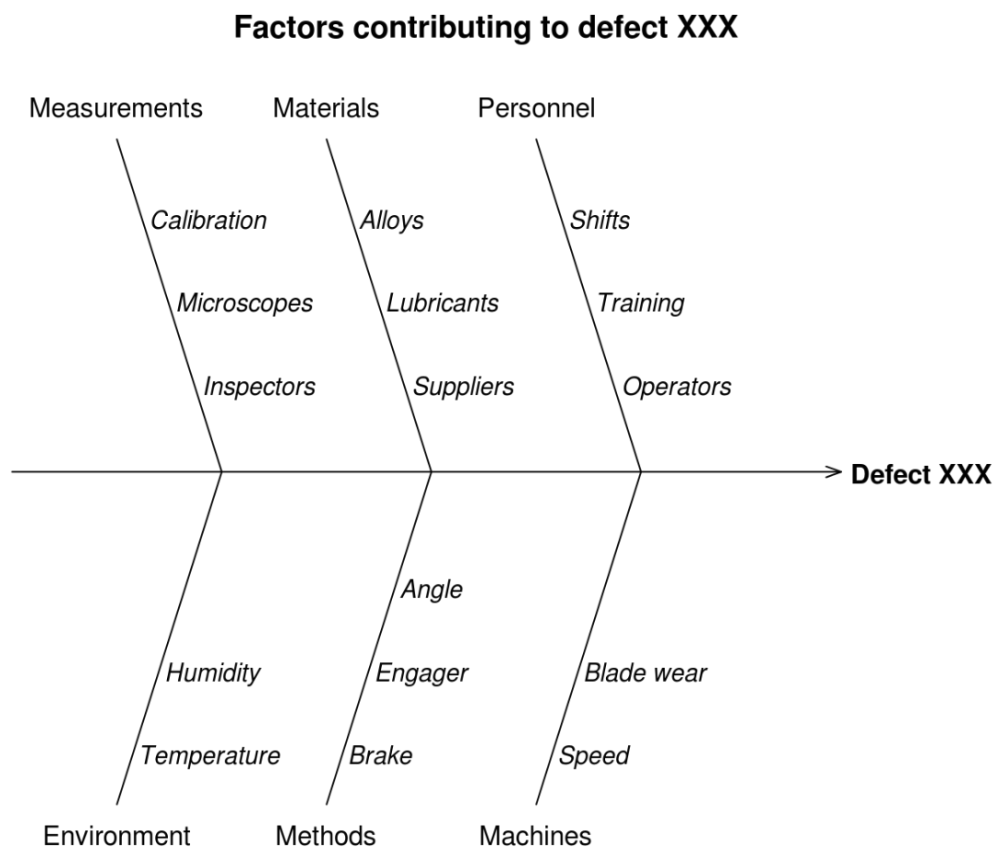 Factors contributing to defect XXX
Measurements
Materials
Personnel
Calibration
Alloys
Shifts
Microscopes
Lubricants
Training
Inspectors
Suppliers
Operators
Defect XXX
Angle
Humidity
Engager
Blade wear
Temperature
Brake
Speed
Environment
Methods
Machines